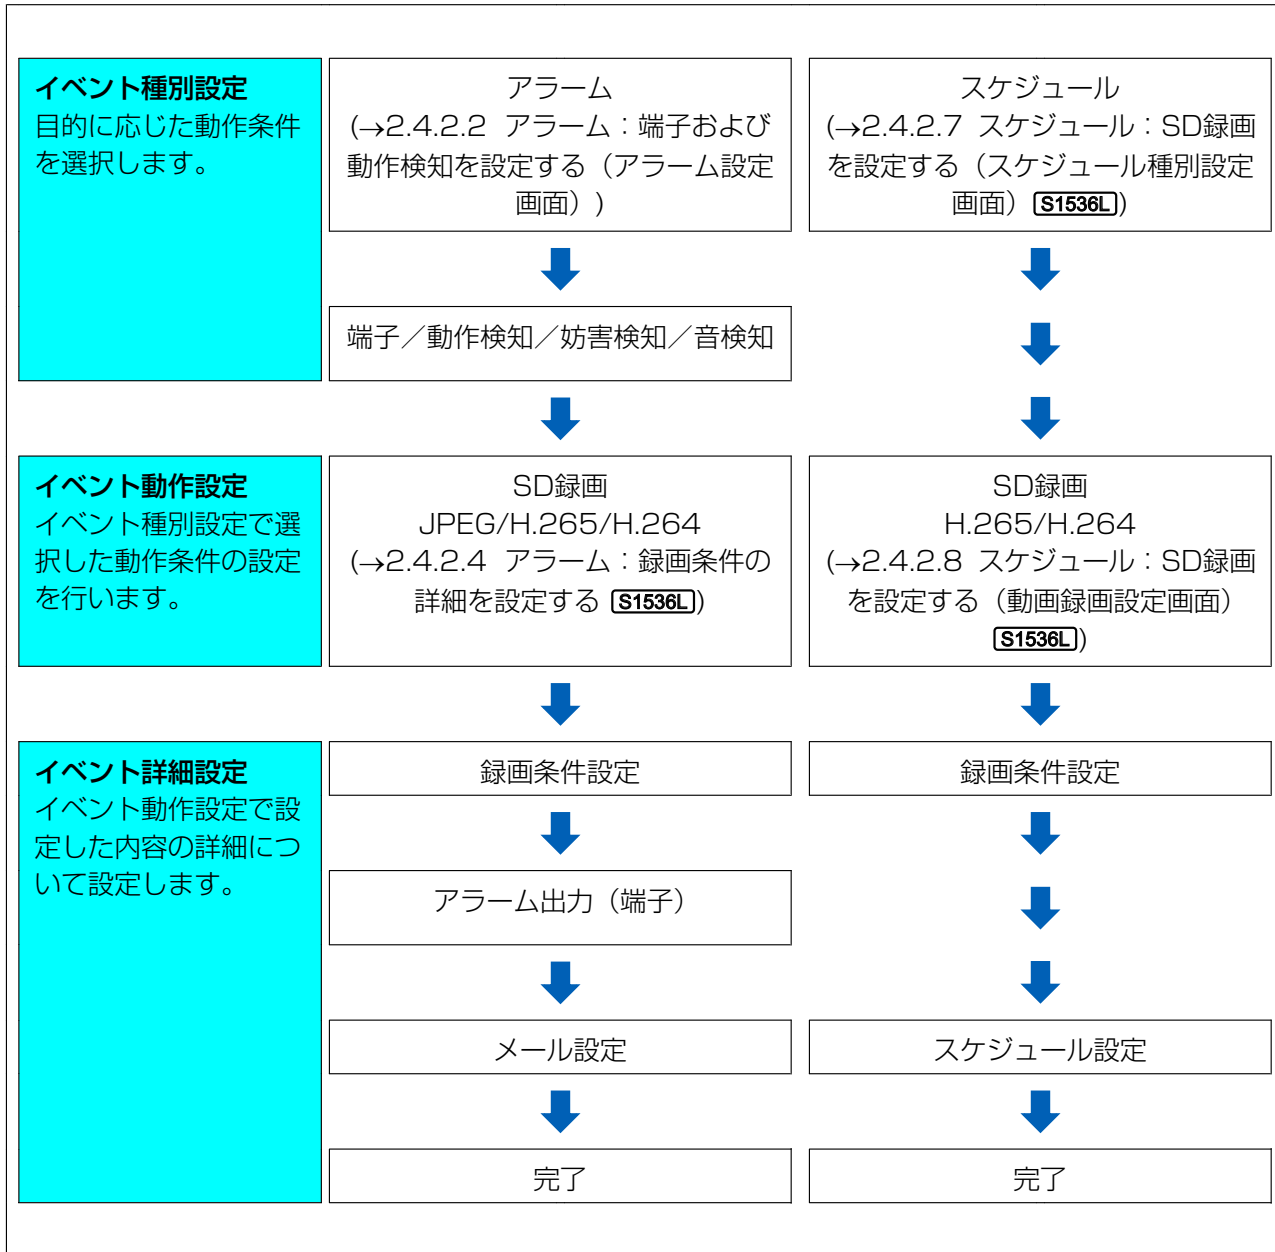 イベント種別設定
目的に応じた動作条件
を選択します。
アラーム
(→2.4.2.2 アラーム：端子および
動作検知を設定する（アラーム設定
画面）)
スケジュール
(→2.4.2.7 スケジュール：SD録画
を設定する（スケジュール種別設定
画面）S1536L)
端子／動作検知／妨害検知／音検知
イベント動作設定
イベント種別設定で選
択した動作条件の設定
を行います。
SD録画
JPEG/H.265/H.264
(→2.4.2.4 アラーム：録画条件の
詳細を設定する S1536L)
SD録画
H.265/H.264
(→2.4.2.8 スケジュール：SD録画
を設定する（動画録画設定画面）
S1536L)
イベント詳細設定
イベント動作設定で設
定した内容の詳細につ
いて設定します。
録画条件設定
録画条件設定
アラーム出力（端子）
メール設定
スケジュール設定
完了
完了